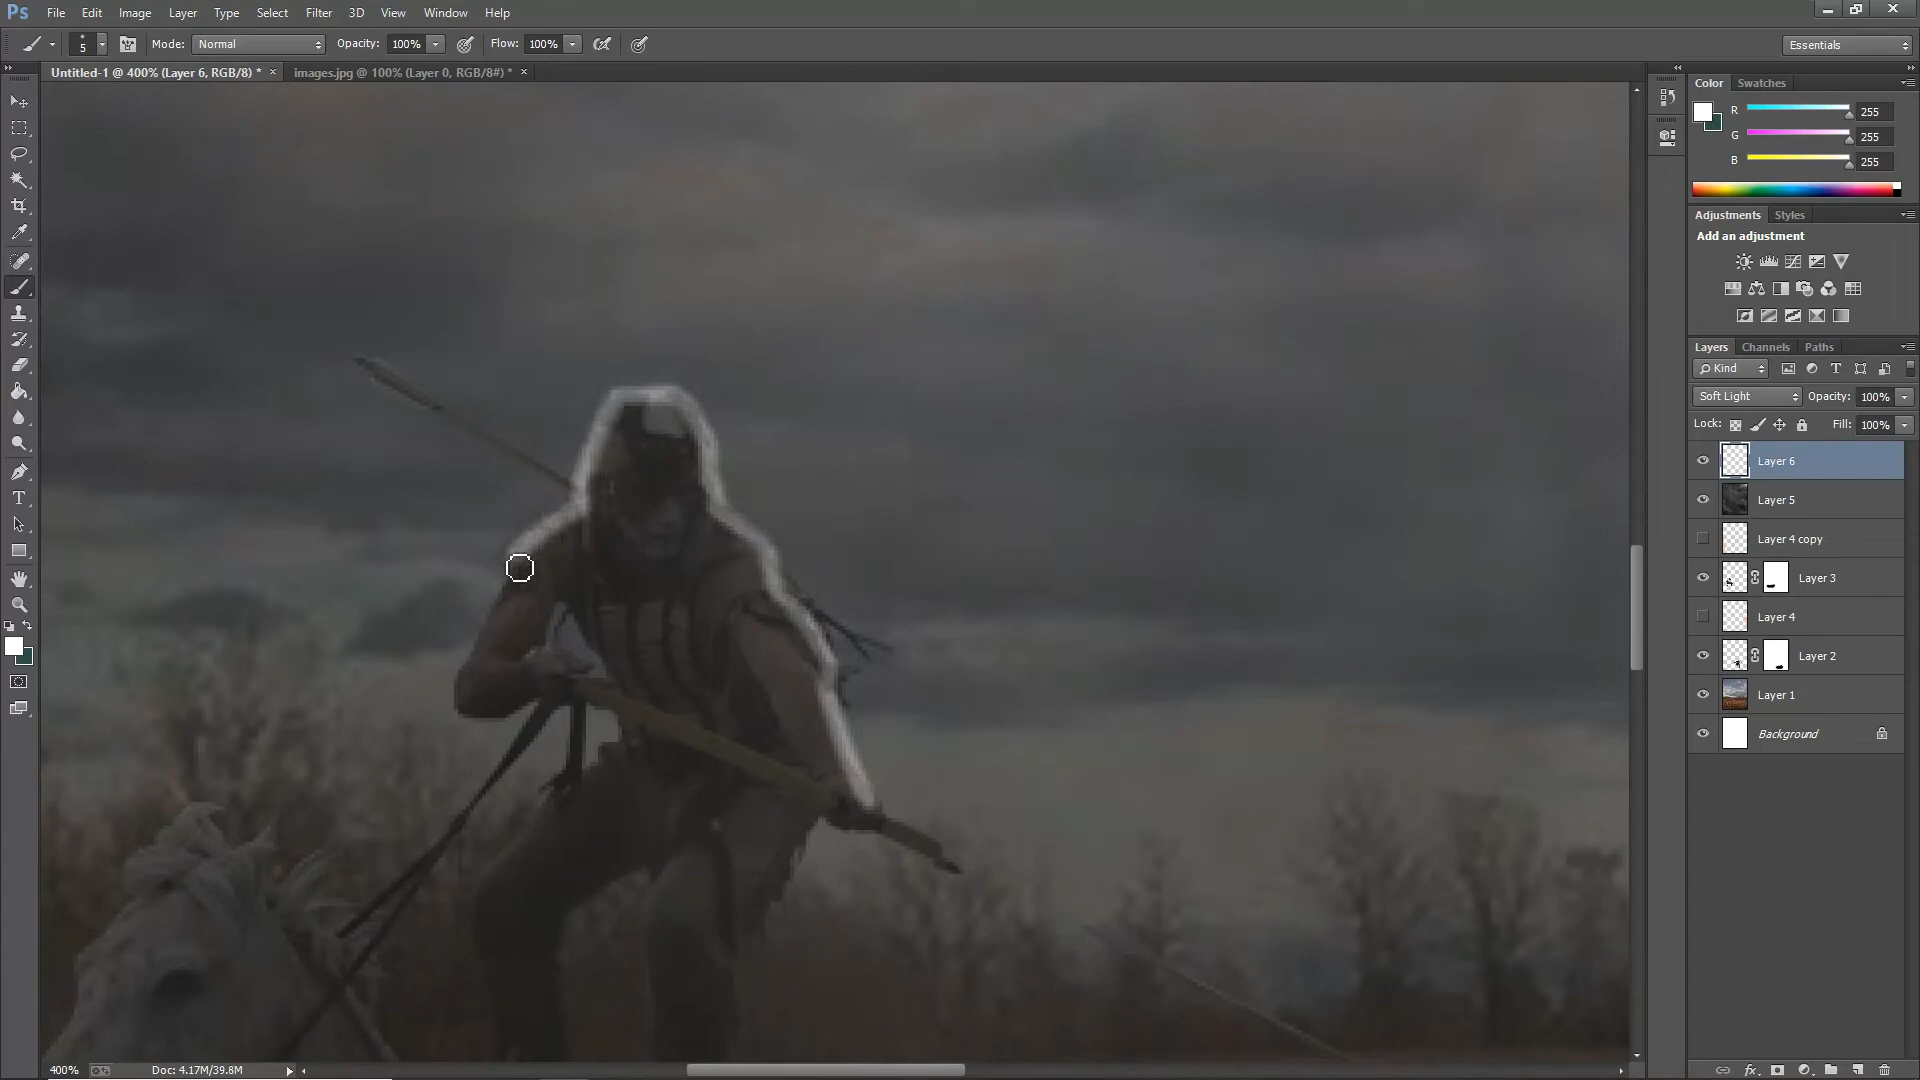 Ps File Edit Image Layer Type Select Filter 3D View Window Help
5 Mode: Normal Opacity: 100% Flow: 100% Essentials
Untitled-1 @ 400% (Layer 6, RGB/8) * × images.jpg @ 100% (Layer 0, RGB/8#) * ×
Color Swatches
R 255
G 255
B 255
Adjustments Styles
Add an adjustment
Layers Channels Paths
Kind
Soft Light Opacity: 100%
Lock: Fill: 100%
Layer 6
Layer 5
Layer 4 copy
Layer 3
Layer 4
Layer 2
Layer 1
Background
400% Doc: 4.17M/39.8M